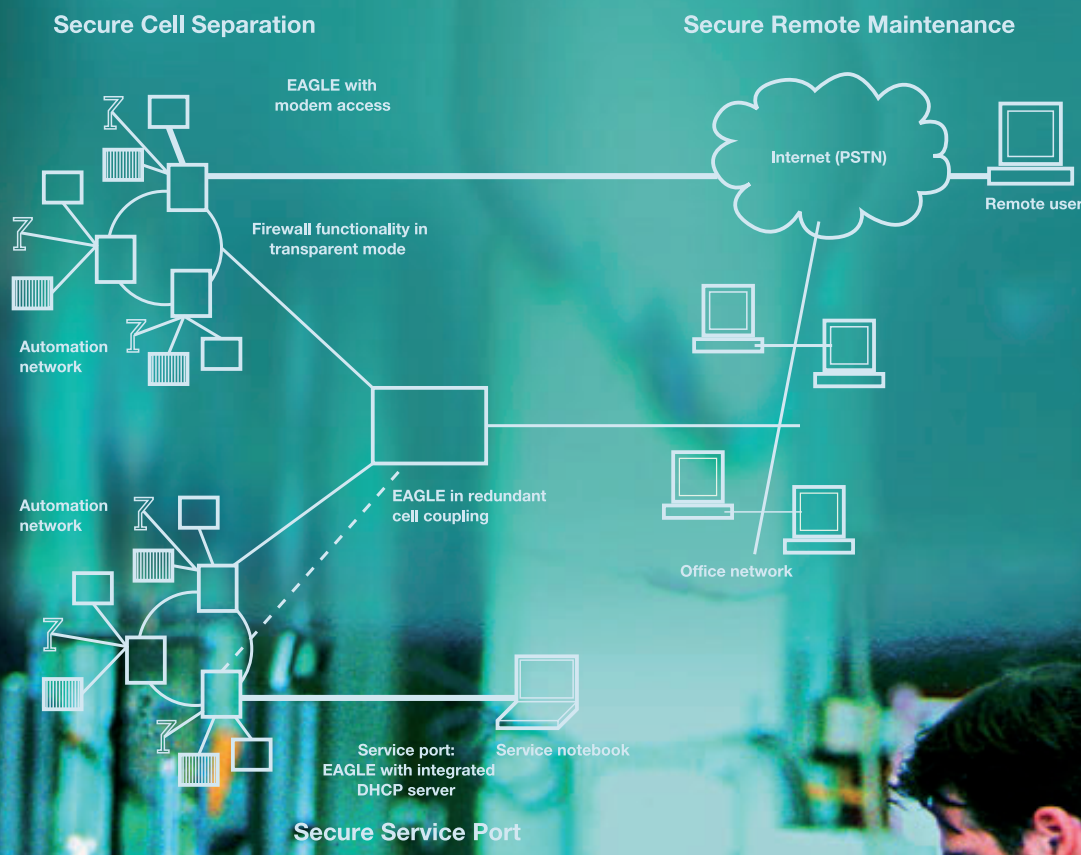 Secure Cell Separation
Secure Remote Maintenance
EAGLE with
modem access
Internet (PSTN)
Remote user
Firewall functionality in
transparent mode
Automation
network
Automation
network
EAGLE in redundant
cell coupling
Office network
Service port:
EAGLE with integrated
DHCP server
Service notebook
Secure Service Port